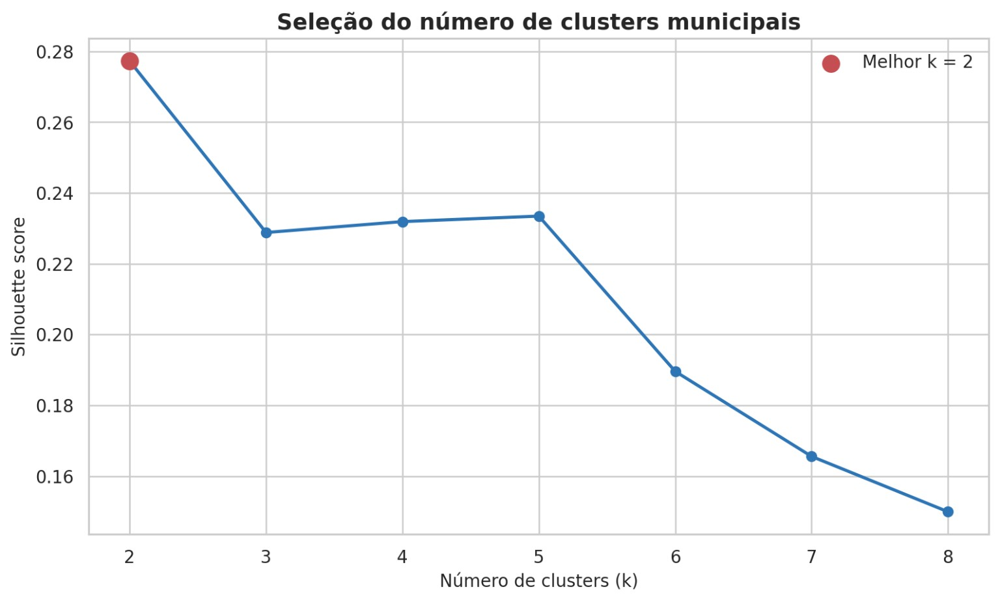 Seleção do número de clusters municipais
Melhor k = 2
Silhouette score
0.28
0.26
0.24
0.22
0.20
0.18
0.16
2 3 4 5 6 7 8
Número de clusters (k)